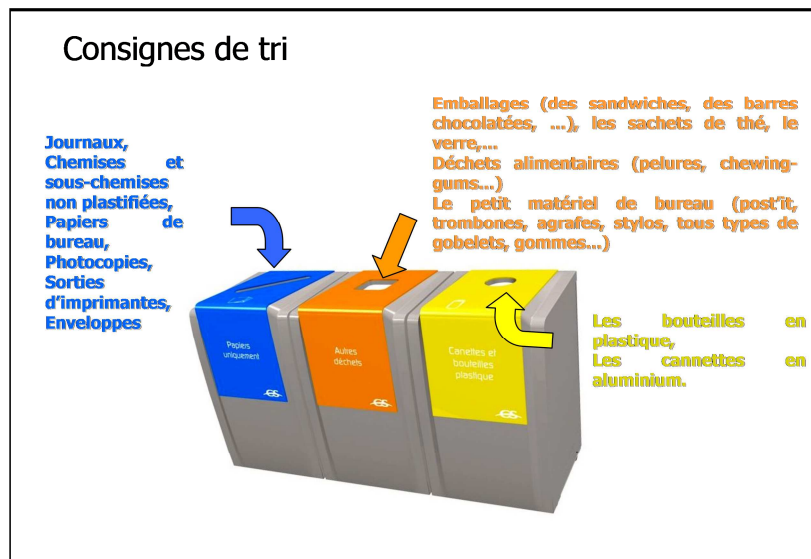 Consignes de tri
Emballages (des sandwiches, des barres
chocolatées, ...), les sachets de thé, le
verre,...
Déchets alimentaires (pelures, chewing-
gums...)
Le petit matériel de bureau (post'it,
trombones, agrafes, stylos, tous types de
gobelets, gommes...)
Journaux,
Chemises et
sous-chemises
non plastifiées,
Papiers de
bureau,
Photocopies,
Sorties
d'imprimantes,
Enveloppes
Papiers
uniquement
Autres
déchets
ES
Canettes et
bouteilles
plastique
ES
ES
Les bouteilles en
plastique,
Les cannettes en
aluminium.